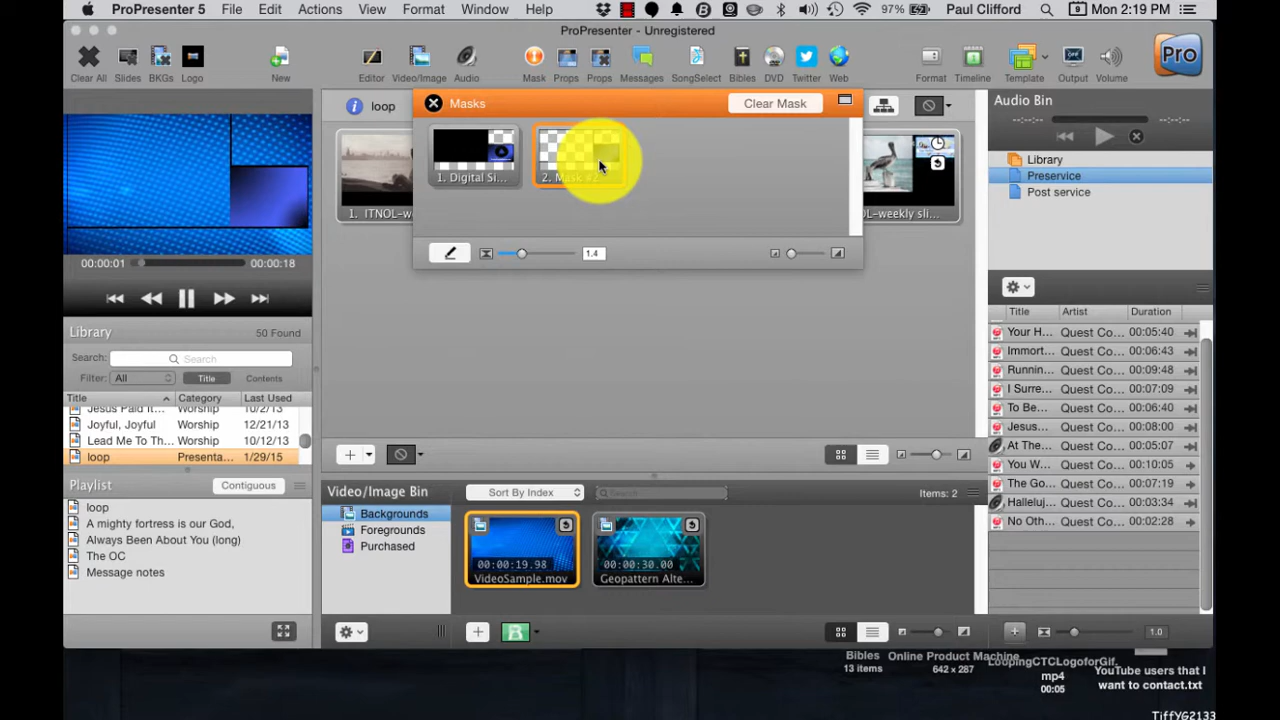 ProPresenter 5 File Edit Actions View Format Window Help 97% Paul Clifford 9 Mon 2:19 PM
ProPresenter - Unregistered
Clear All Slides BKGs Logo New Editor Video/Image Audio Mask Props Props Messages SongSelect Bibles DVD Twitter Web Format Timeline Template Output Volume
Pro
loop
Masks Clear Mask
1. Digital Si... 2. Mask #2
1. ITNOL-w
OL-weekly sli...
1.4
Audio Bin
--:--:-- --:--:--
Library
Preservice
Post service
00:00:01 00:00:18
Library 50 Found
Search: Search
Filter: All Title Contents
Title Category Last Used
Jesus Paid It... Worship 10/2/13
Joyful, Joyful Worship 12/21/13
Lead Me To Th... Worship 10/12/13
loop Presenta... 1/29/15
Playlist Contiguous
loop
A mighty fortress is our God,
Always Been About You (long)
The OC
Message notes
Video/Image Bin Sort By Index Search Items: 2
Backgrounds
Foregrounds
Purchased
00:00:19.98
VideoSample.mov
00:00:30.00
Geopattern Alte...
Title Artist Duration
Your H... Quest Co... 00:05:40
Immort... Quest Co... 00:06:43
Runnin... Quest Co... 00:09:48
I Surre... Quest Co... 00:07:09
To Be... Quest Co... 00:06:40
Jesus... Quest Co... 00:08:00
At The... Quest Co... 00:05:07
You W... Quest Co... 00:10:05
The Go... Quest Co... 00:07:19
Halleluj... Quest Co... 00:03:34
No Oth... Quest Co... 00:02:28
1.0
Bibles
13 items
Online Product Machine
642 x 287
LoopingCTCLogoforGif.
mp4
00:05
YouTube users that I
want to contact.txt
TiffyG2133